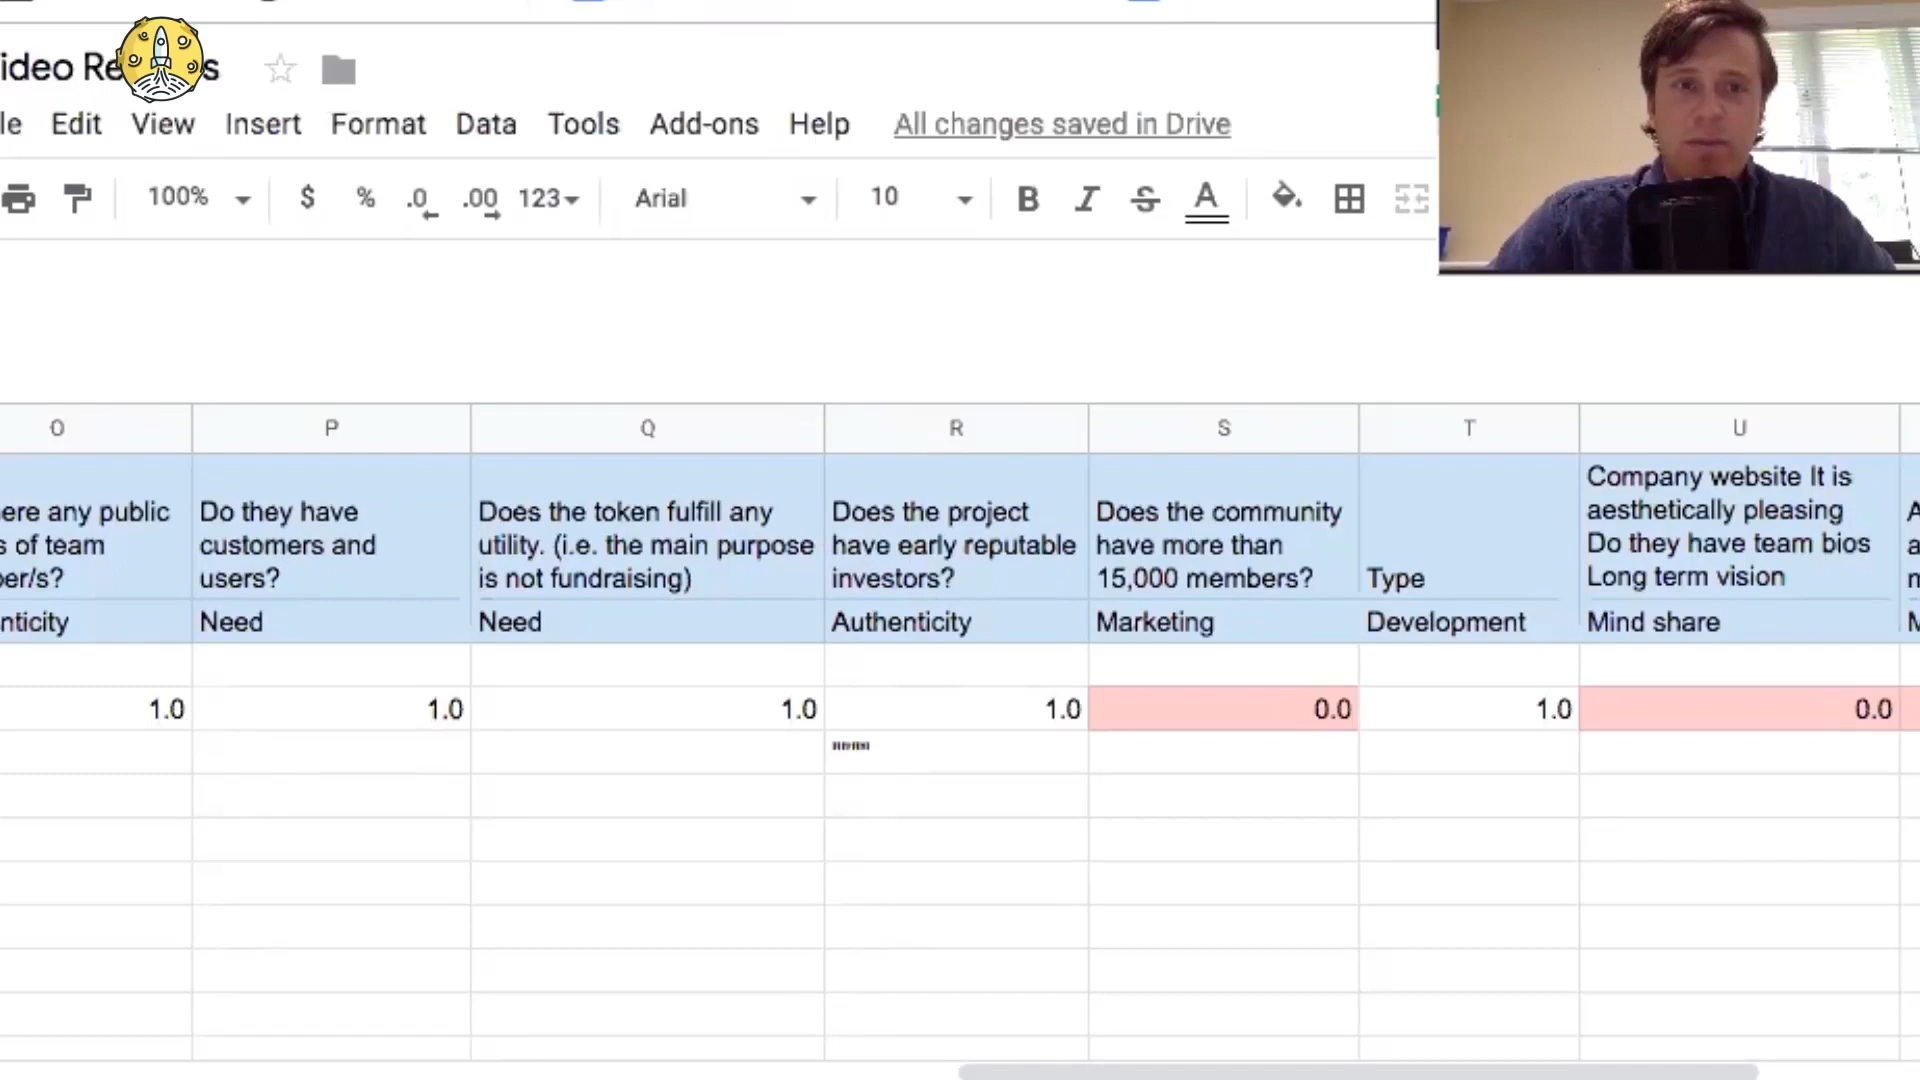 ideo Re s
le Edit View Insert Format Data Tools Add-ons Help All changes saved in Drive
100% $ % .0 .00 123 Arial 10 B I S A
O P Q R S T U
ere any public
s of team
er/s?
Do they have
customers and
users?
Does the token fulfill any
utility. (i.e. the main purpose
is not fundraising)
Does the project
have early reputable
investors?
Does the community
have more than
15,000 members?
Type
Company website It is
aesthetically pleasing
Do they have team bios
Long term vision
A
a
m
nticity Need Need Authenticity Marketing Development Mind share M
1.0 1.0 1.0 1.0 0.0 1.0 0.0